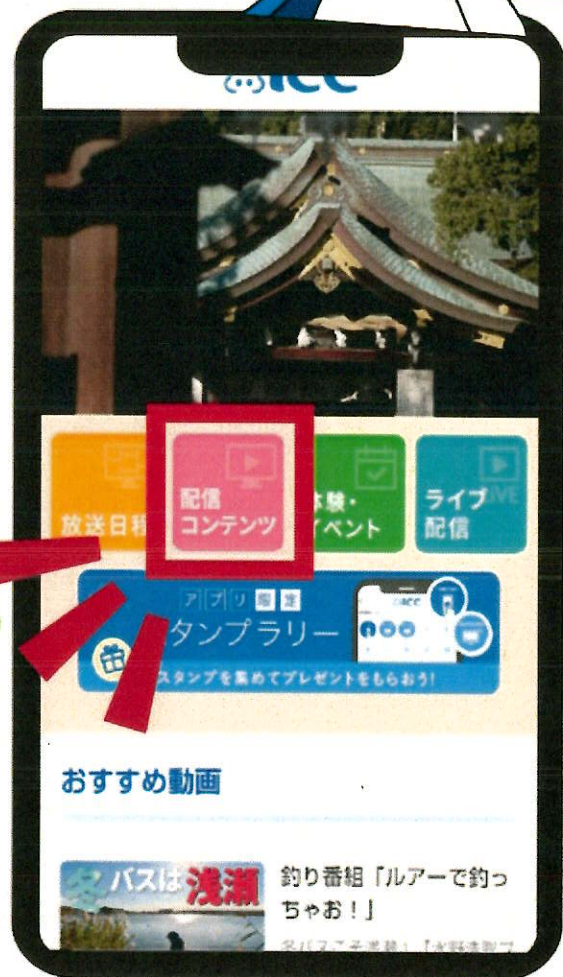 icc
放送日程
配信
コンテンツ
体験・
イベント
ライブ
配信
アプリ限定
スタンプラリー
スタンプを集めてプレゼントをもらおう!
おすすめ動画
冬バスは浅瀬
釣り番組「ルアーで釣っ
ちゃお!」